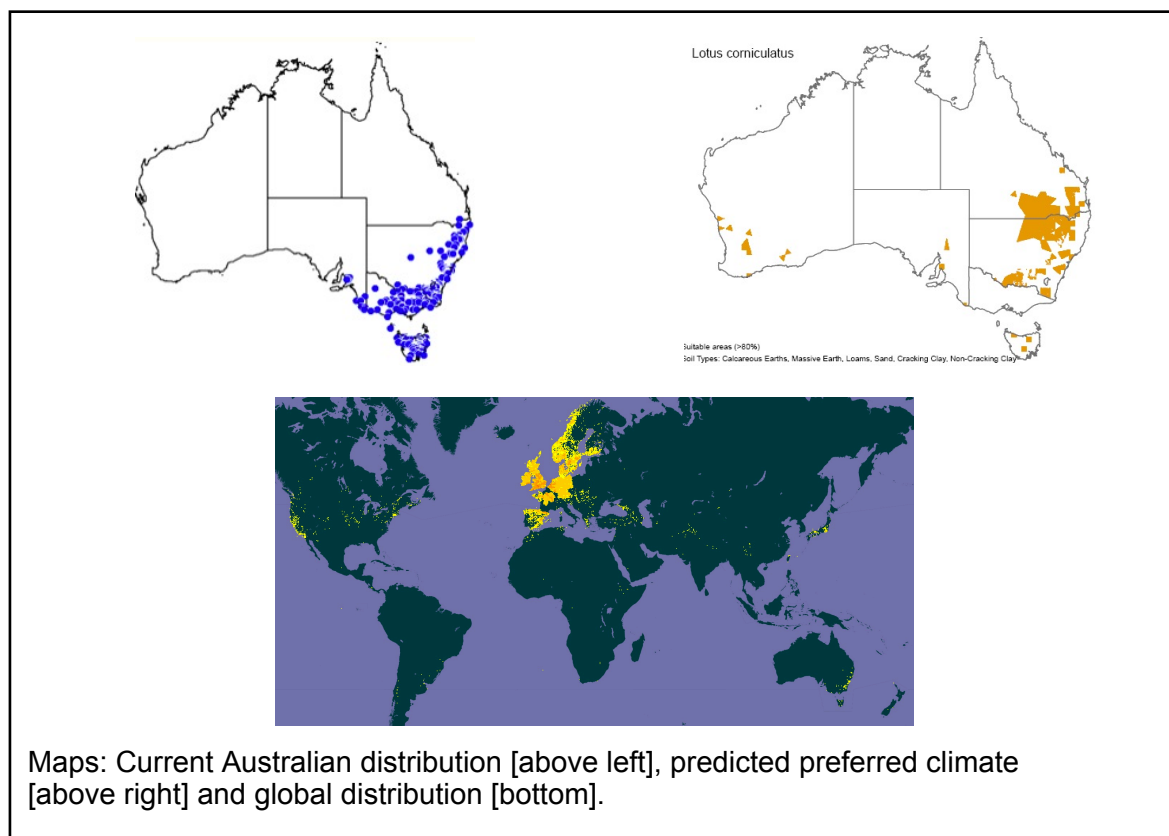 Lotus corniculatus
Suitable areas (>80%)
Soil Types: Calcareous Earths, Massive Earth, Loams, Sand, Cracking Clay, Non-Cracking Clay
Maps: Current Australian distribution [above left], predicted preferred climate
[above right] and global distribution [bottom].